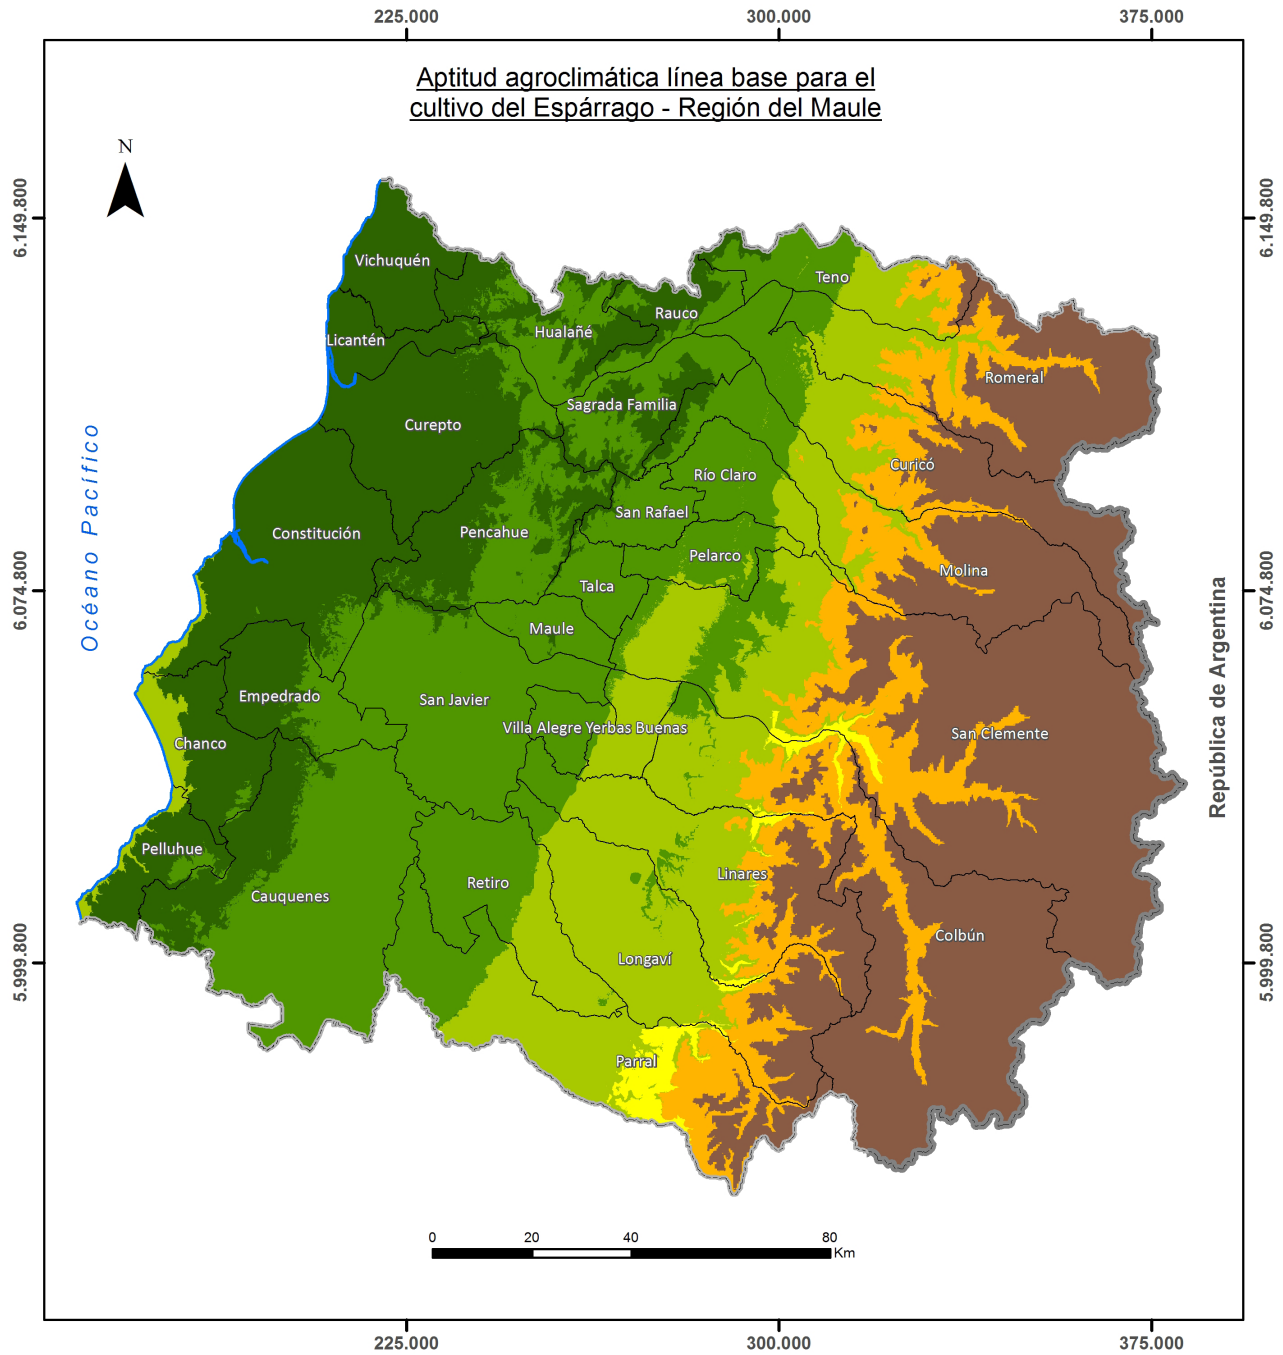 225.000
300.000
375.000
Aptitud agroclimática línea base para el
cultivo del Espárrago - Región del Maule
N
6.149.800
6.149.800
Vichuquén
Teno
Rauco
Hualañé
Licantén
Romeral
Sagrada Familia
Curepto
Curicó
Río Claro
San Rafael
Océano Pacífico
Constitución
Pencahue
Pelarco
Molina
Talca
6.074.800
6.074.800
Maule
República de Argentina
Empedrado
San Javier
Villa Alegre
Yerbas Buenas
San Clemente
Chanco
Pelluhue
Linares
Retiro
Cauquenes
Colbún
Longaví
5.999.800
5.999.800
Parral
0
20
40
80
Km
225.000
300.000
375.000